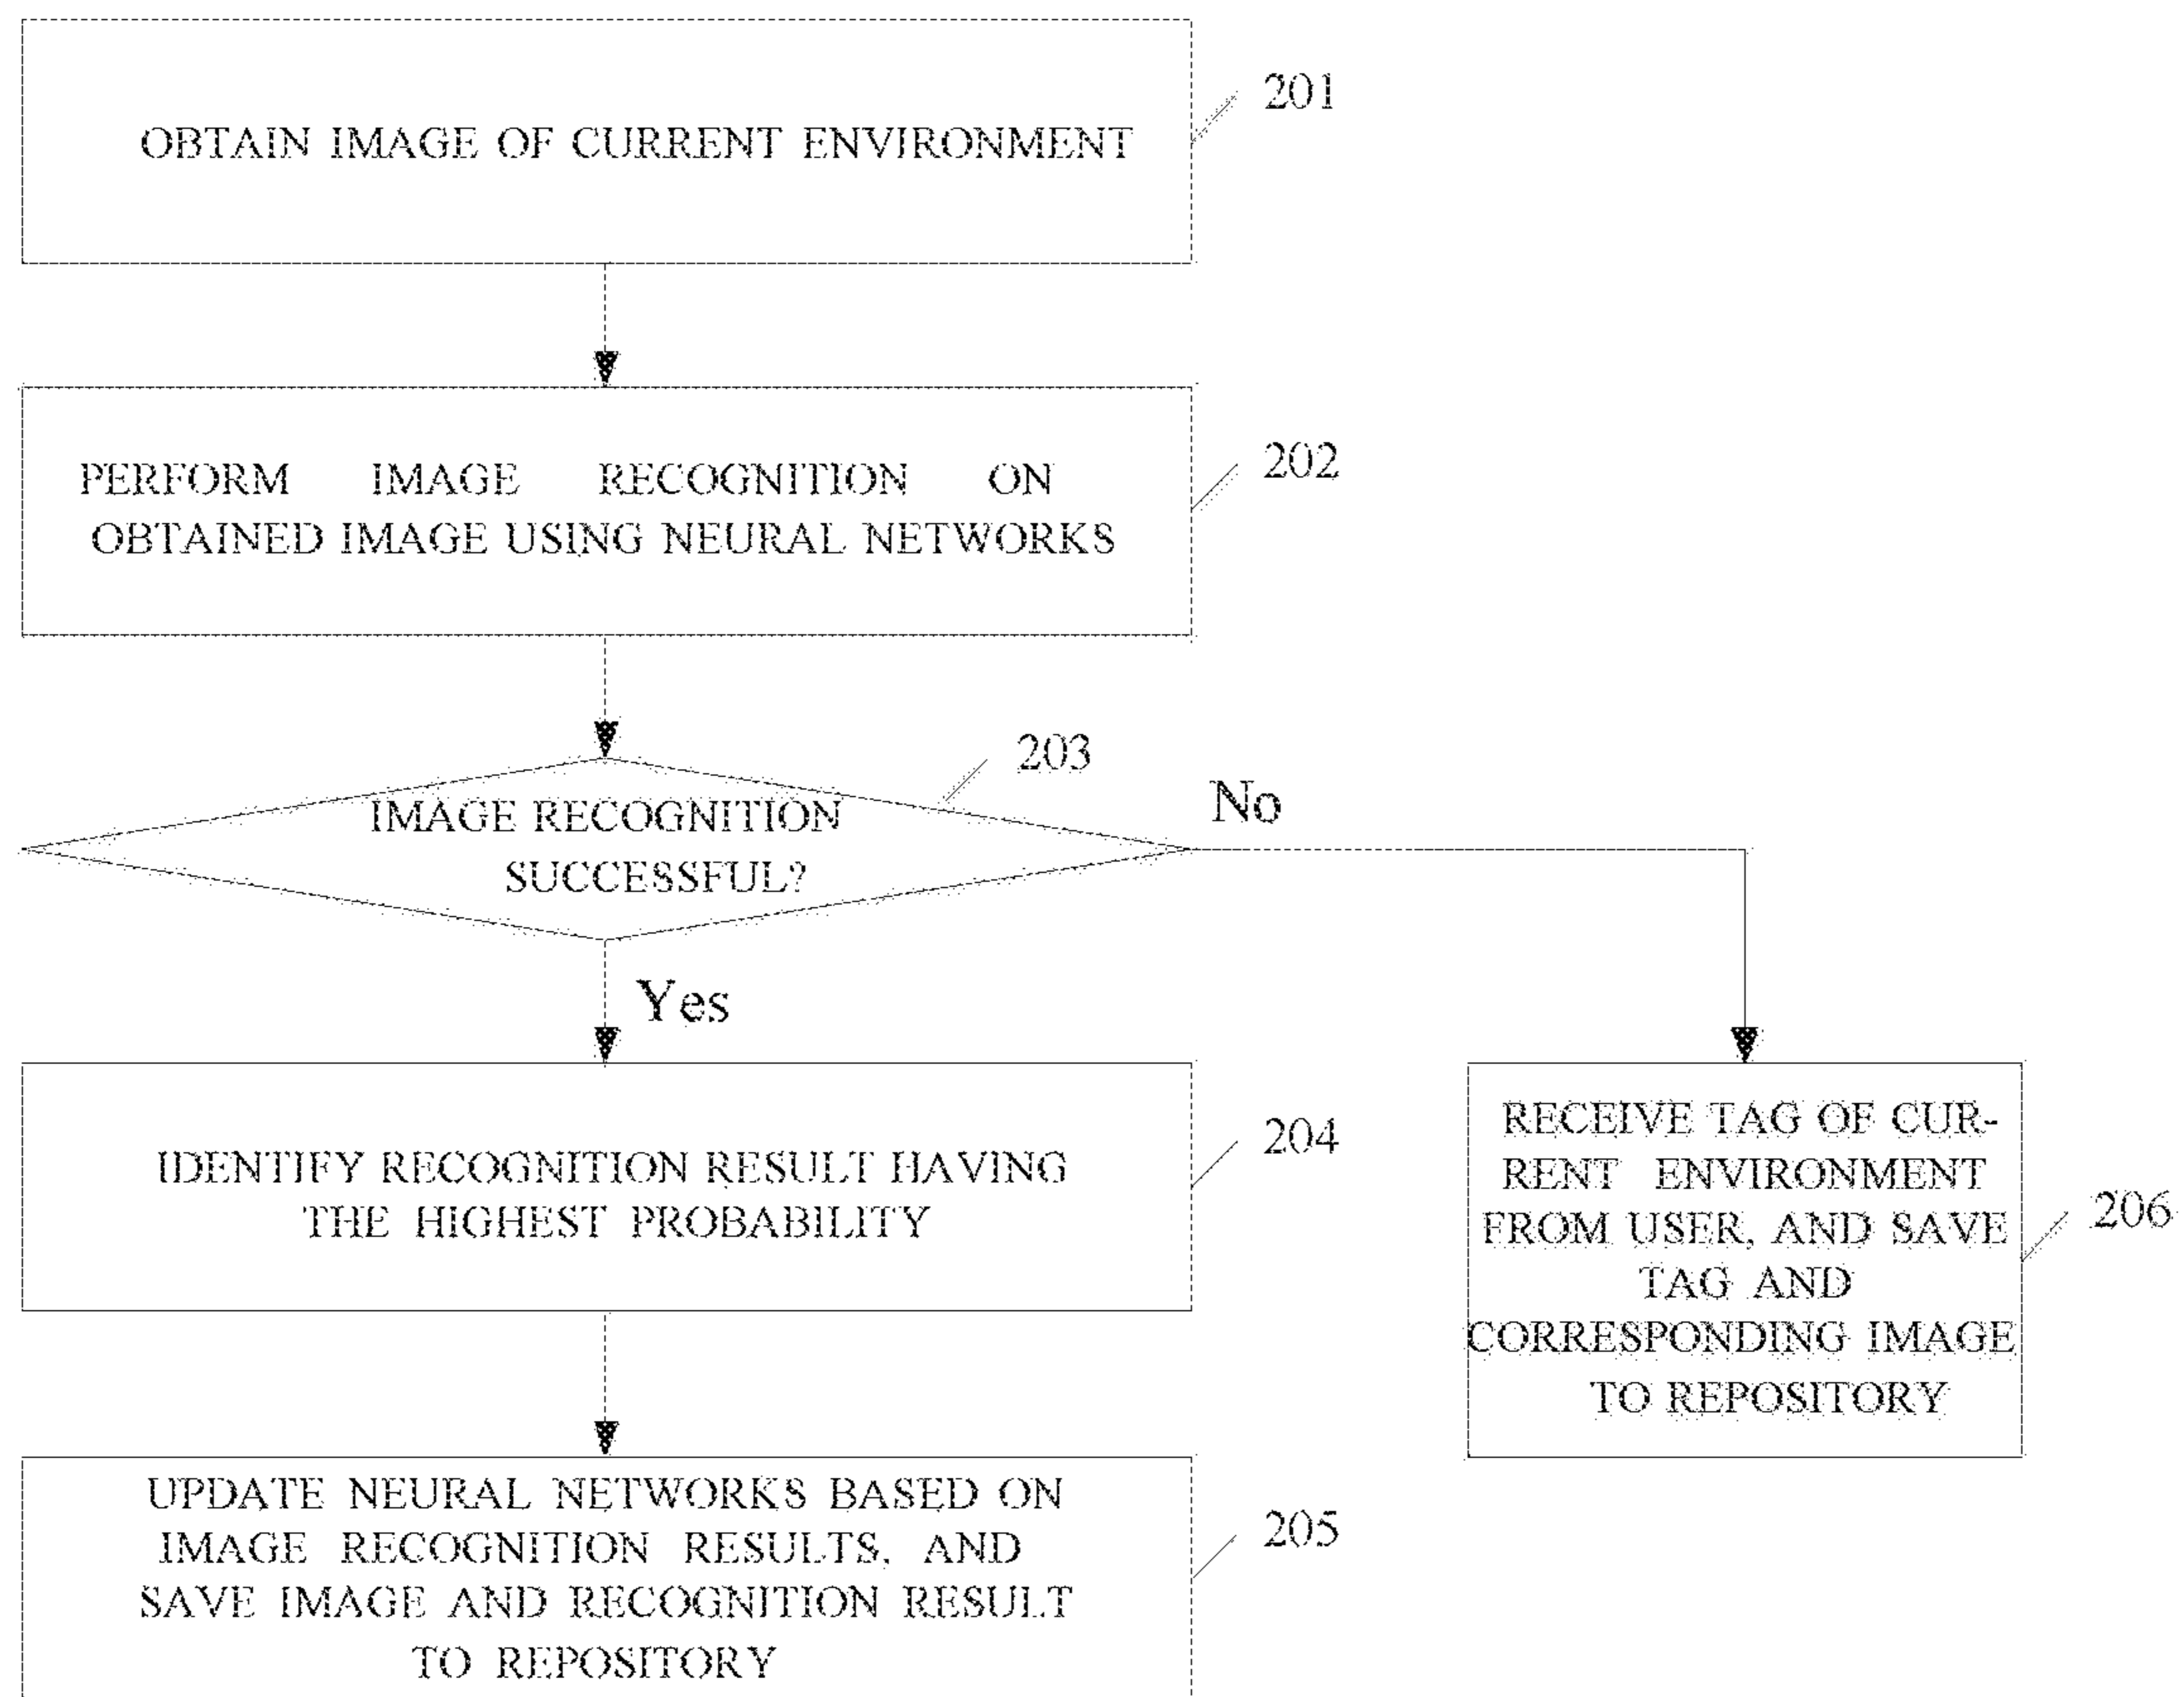 OBTAIN IMAGE OF CURRENT ENVIRONMENT
201
PERFORM IMAGE RECOGNITION ON
OBTAINED IMAGE USING NEURAL NETWORKS
202
203
IMAGE RECOGNITION
SUCCESSFUL?
No
Yes
IDENTIFY RECOGNITION RESULT HAVING
THE HIGHEST PROBABILITY
204
RECEIVE TAG OF CUR-
RENT ENVIRONMENT
FROM USER, AND SAVE
TAG AND
CORRESPONDING IMAGE
TO REPOSITORY
206
UPDATE NEURAL NETWORKS BASED ON
IMAGE RECOGNITION RESULTS, AND
SAVE IMAGE AND RECOGNITION RESULT
TO REPOSITORY
205